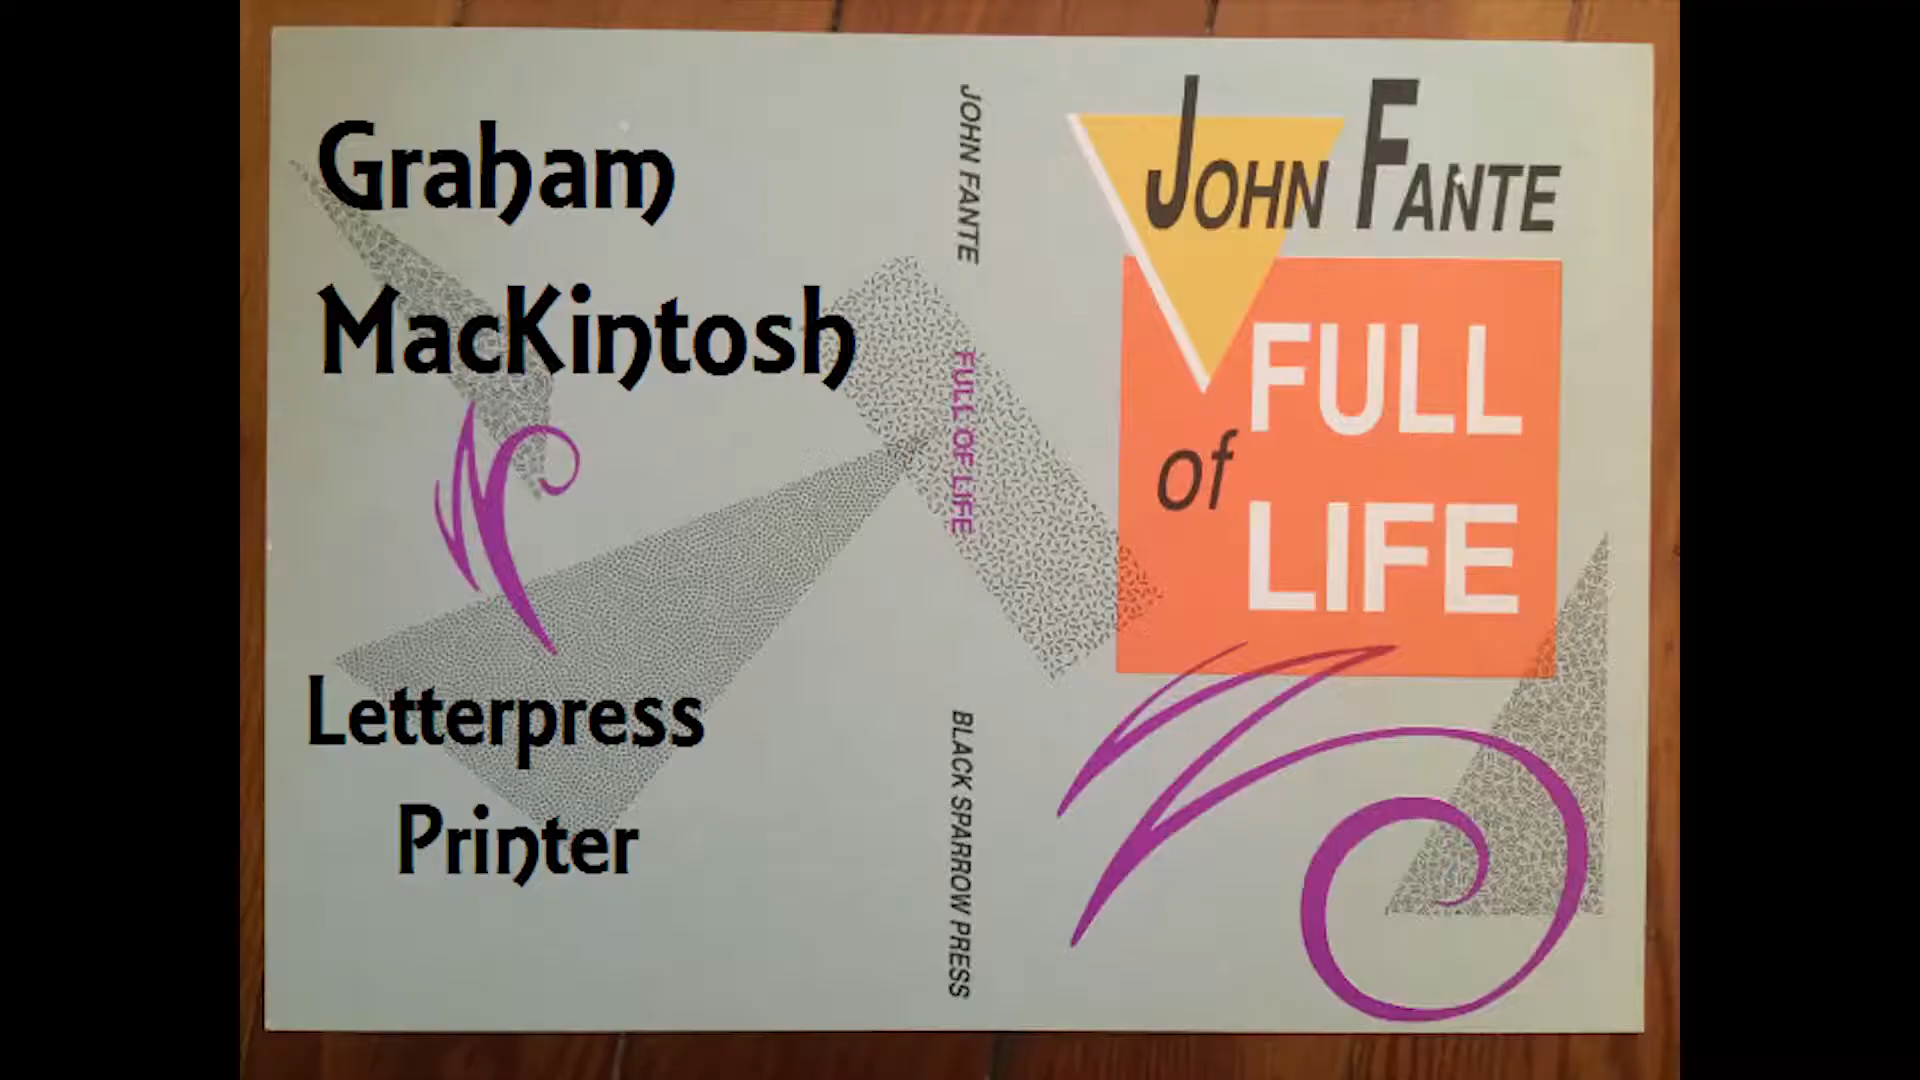 Graham
MacKintosh
Letterpress
Printer
JOHN FANTE
FULL OF LIFE
BLACK SPARROW PRESS
JOHN FANTE
FULL
of
LIFE